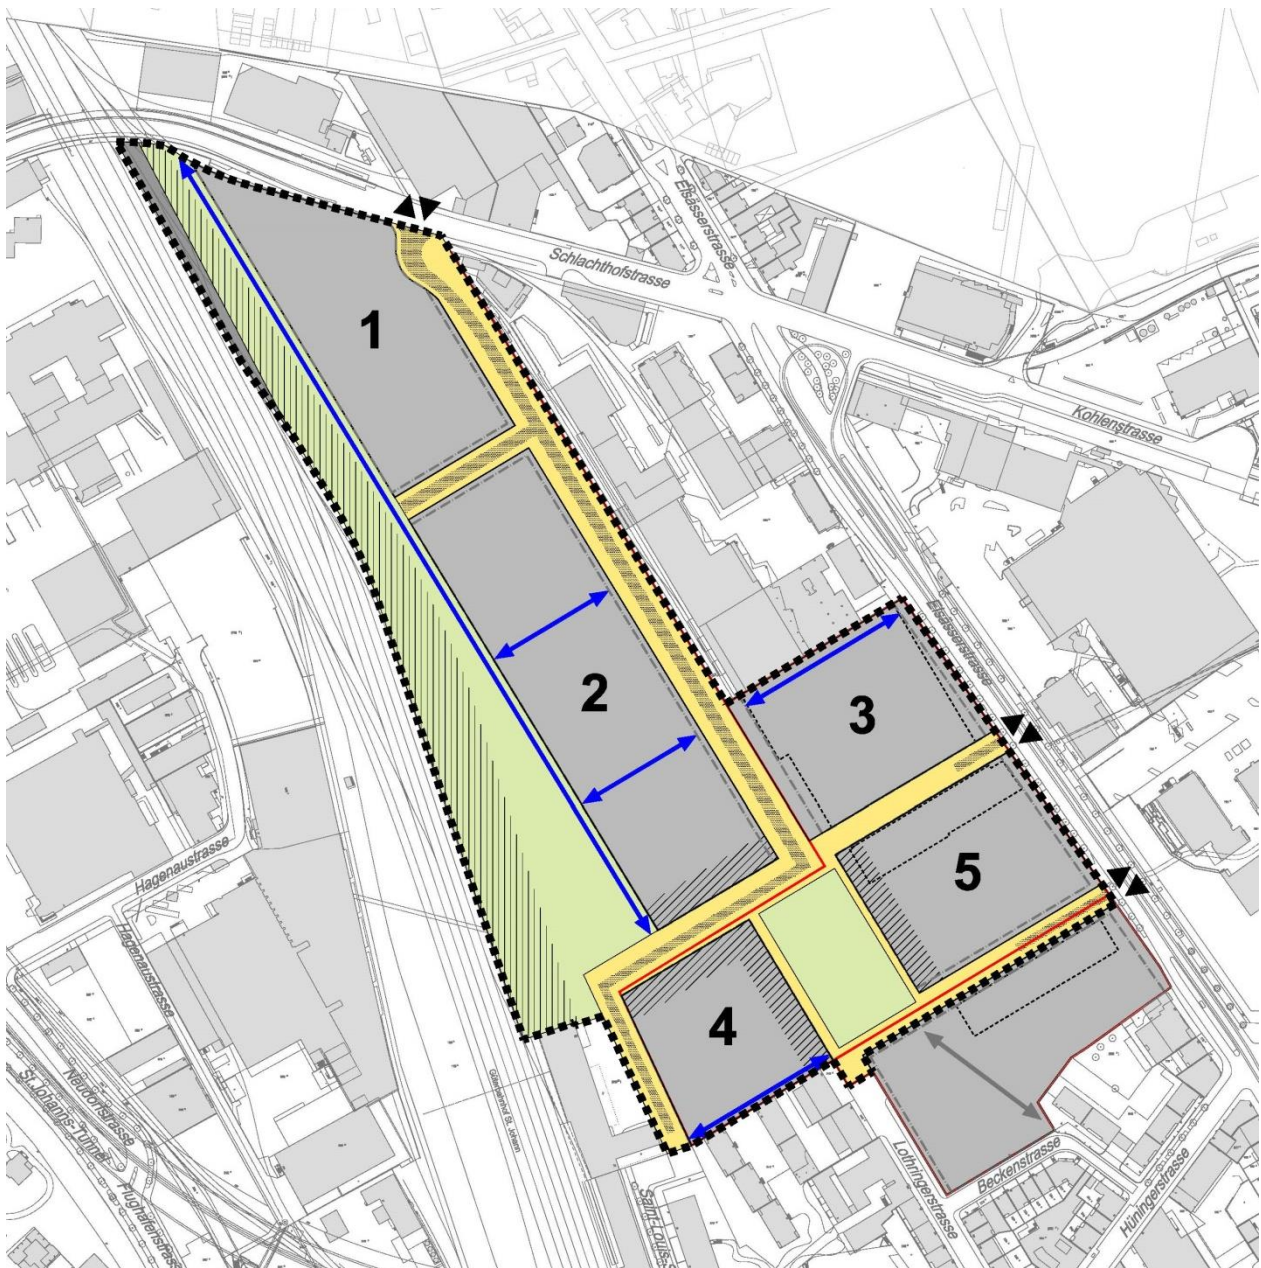 Elsässerstrasse
Schlachthofstrasse
1
Kohlenstrasse
Elsässerstrasse
2
3
5
Hagenaustrasse
Hagenaustrasse
4
Neudorfstrasse
St.Johanns-Tunnel
Flughafenstrasse
Güterbahnhof St. Johann
Saint-Louis-S
Lothringerstrasse
Beckenstrasse
Hüningerstrasse